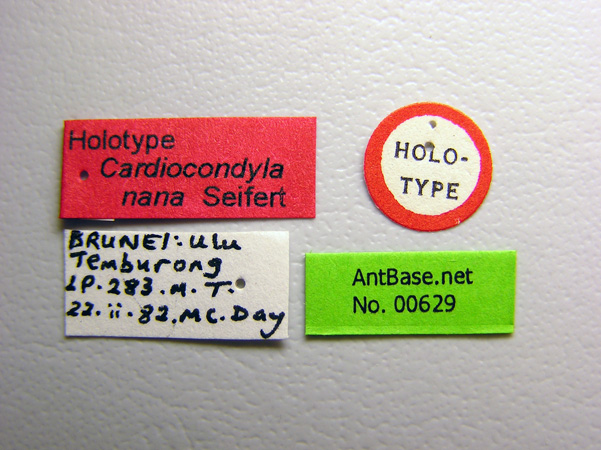 Holotype
Cardiocondyla
nana Seifert
HOLO-
TYPE
BRUNEI: ulu
Temburong
LP. 283. M. T.
22. ii. 82. M C. Day
AntBase.net
No. 00629